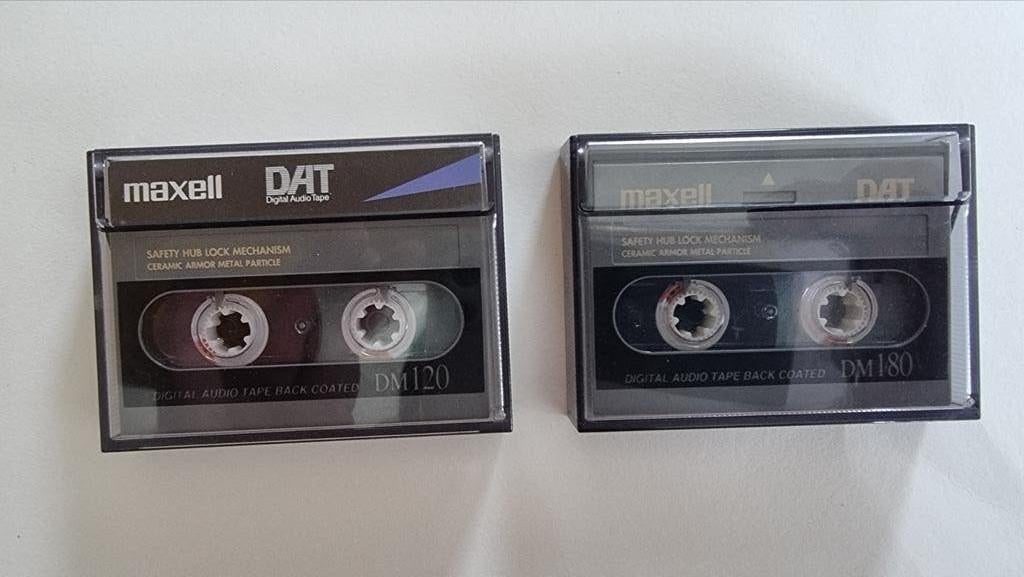 maxell DAT
Digital Audio Tape
SAFETY HUB LOCK MECHANISM
CERAMIC ARMOR METAL PARTICLE
DIGITAL AUDIO TAPE BACK COATED DM120
maxell DAT
SAFETY HUB LOCK MECHANISM
CERAMIC ARMOR METAL PARTICLE
DIGITAL AUDIO TAPE BACK COATED DM180